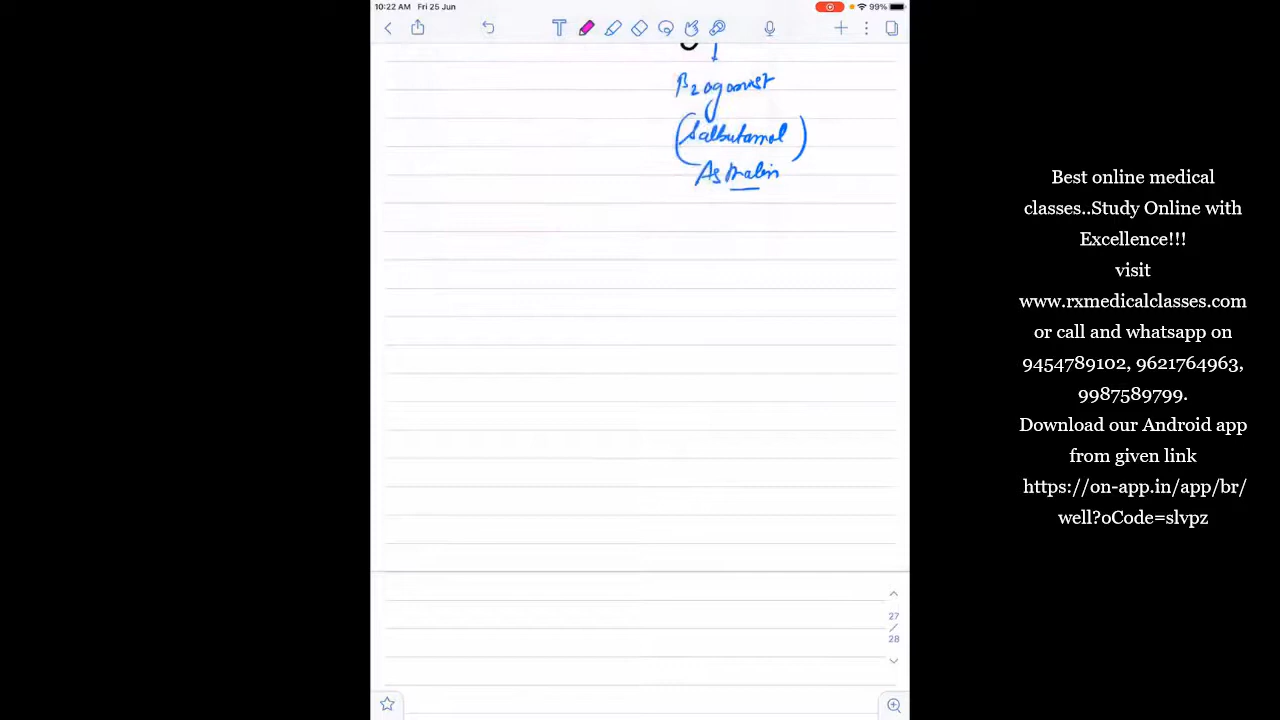 10:22 AM Fri 25 Jun
99%
β2 agonist
(Salbutamol)
Asthalin
27
/
28
Best online medical
classes..Study Online with
Excellence!!!
visit
www.rxmedicalclasses.com
or call and whatsapp on
9454789102, 9621764963,
9987589799.
Download our Android app
from given link
https://on-app.in/app/br/
well?oCode=slvpz